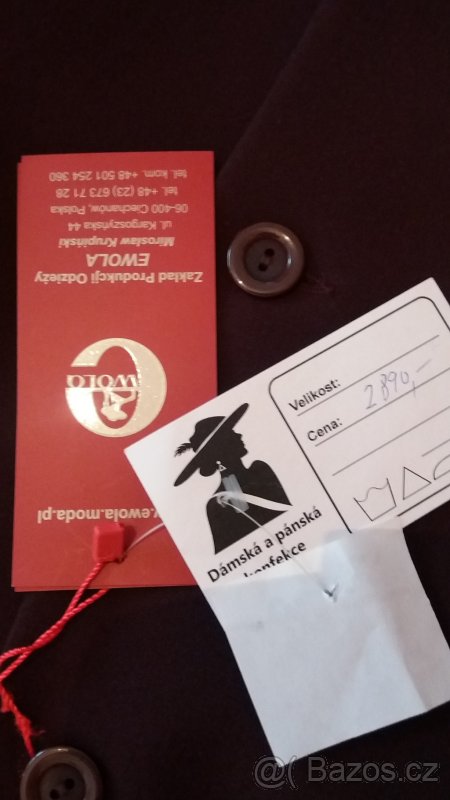 www.ewola.moda.pl
ewola
EWOLA
Zakład Produkcji Odzieży
Mirosław Krupiński
ul. Kargoszyńska 44
06-400 Ciechanów, Polska
tel. +48 (23) 673 71 28
tel. kom. +48 501 254 360
Velikost:
Cena: 2890,-
Dámská a pánská
konfekce
@ Bazos.cz